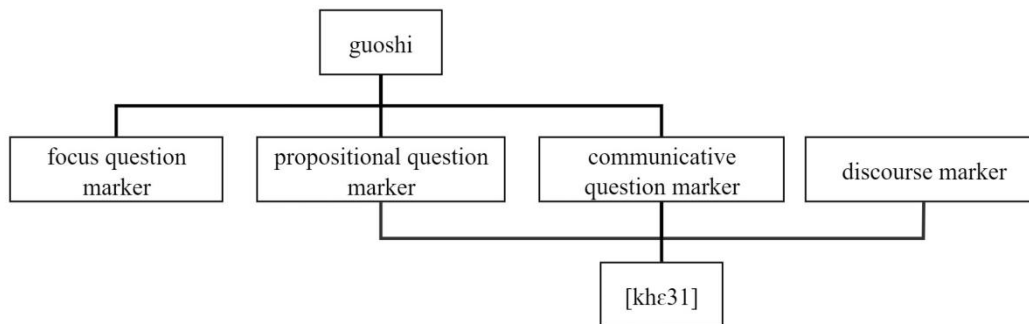 guoshi
focus question
marker
propositional question
marker
communicative
question marker
discourse marker
[khɛ31]